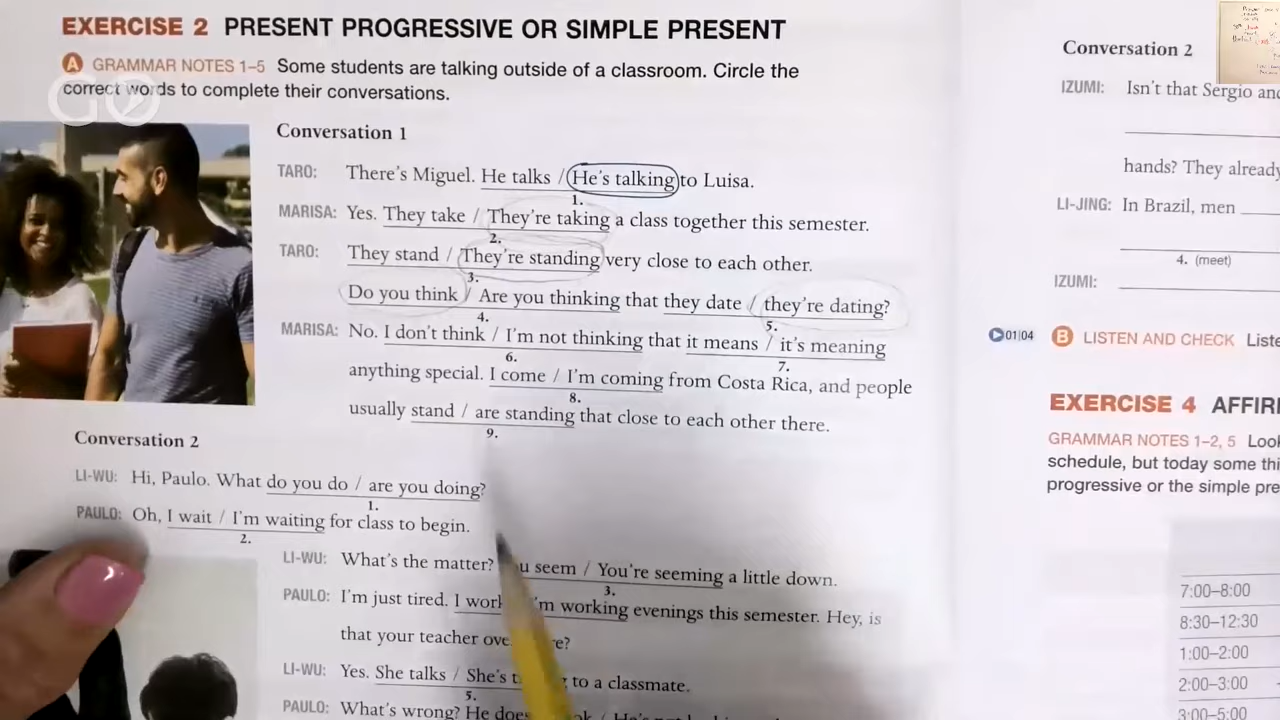 EXERCISE 2 PRESENT PROGRESSIVE OR SIMPLE PRESENT
A GRAMMAR NOTES 1–5 Some students are talking outside of a classroom. Circle the
correct words to complete their conversations.
GO
Conversation 1
TARO: There's Miguel. He talks / He's talking to Luisa.
1.
MARISA: Yes. They take / They're taking a class together this semester.
2.
TARO: They stand / They're standing very close to each other.
3.
Do you think / Are you thinking that they date / they're dating?
4. 5.
MARISA: No. I don't think / I'm not thinking that it means / it's meaning
6. 7.
anything special. I come / I'm coming from Costa Rica, and people
8.
usually stand / are standing that close to each other there.
9.
Conversation 2
LI-WU: Hi, Paulo. What do you do / are you doing?
1.
PAULO: Oh, I wait / I'm waiting for class to begin.
2.
LI-WU: What's the matter? seem / You're seeming a little down.
3.
PAULO: I'm just tired. I work working evenings this semester. Hey, is
that your teacher
LI-WU: Yes. She talks / She's to a classmate.
5.
PAULO: What's wrong? He
Conversation 2
IZUMI: Isn't that Sergio and
hands? They already
LI-JING: In Brazil, men
4. (meet)
IZUMI:
01|04 B LISTEN AND CHECK
EXERCISE 4
GRAMMAR NOTES 1–2, 5
schedule, but today some
progressive or the simple
7:00–8:00
8:30–12:30
1:00–2:00
2:00–3:00
3:00–5:00